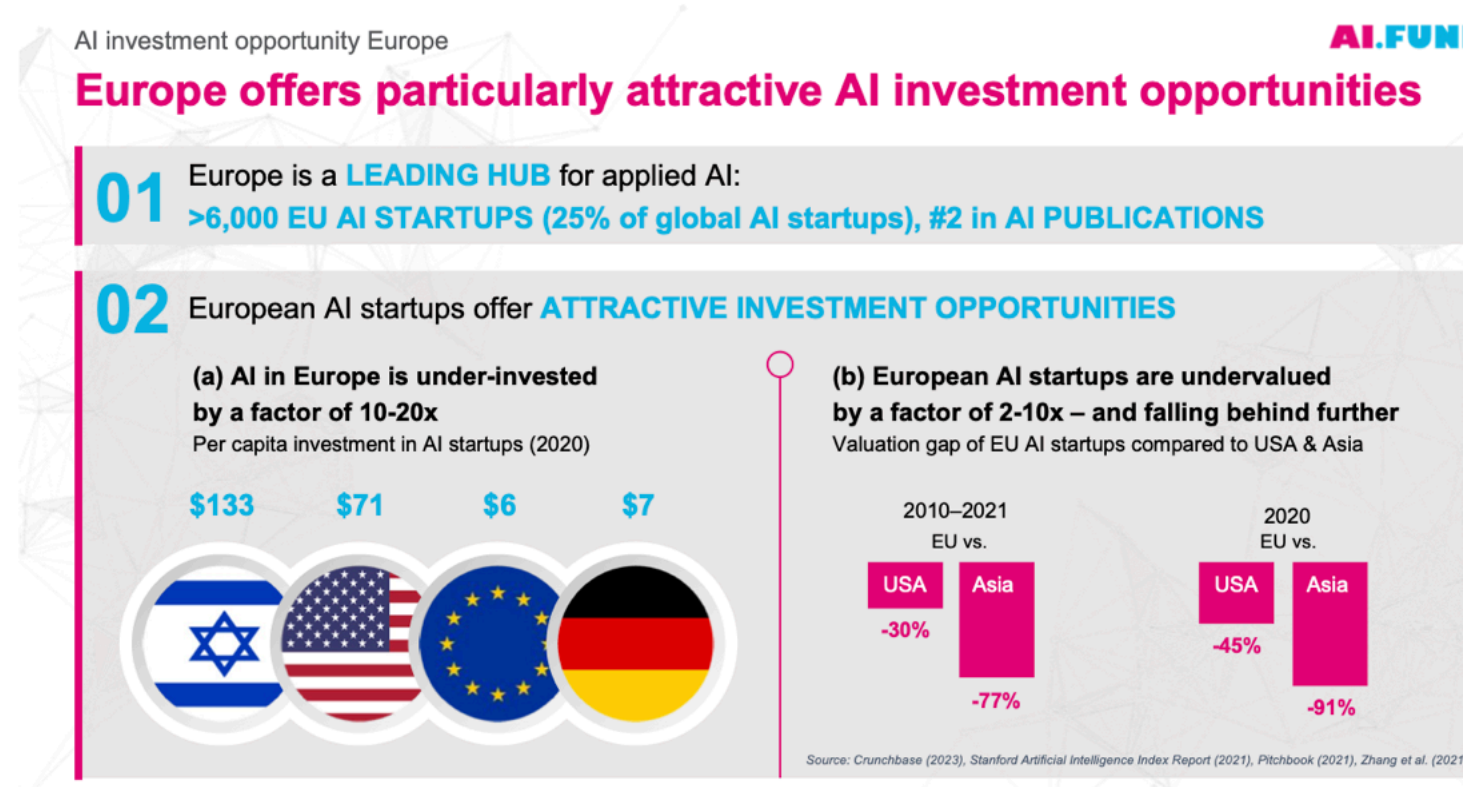 AI investment opportunity Europe
AI.FUN
Europe offers particularly attractive AI investment opportunities
01
Europe is a LEADING HUB for applied AI:
>6,000 EU AI STARTUPS (25% of global AI startups), #2 in AI PUBLICATIONS
02
European AI startups offer ATTRACTIVE INVESTMENT OPPORTUNITIES
(a) AI in Europe is under-invested
by a factor of 10-20x
Per capita investment in AI startups (2020)
$133 $71 $6 $7
(b) European AI startups are undervalued
by a factor of 2-10x – and falling behind further
Valuation gap of EU AI startups compared to USA & Asia
2010–2021
EU vs.
USA Asia
-30%
-77%
2020
EU vs.
USA Asia
-45%
-91%
Source: Crunchbase (2023), Stanford Artificial Intelligence Index Report (2021), Pitchbook (2021), Zhang et al. (2021